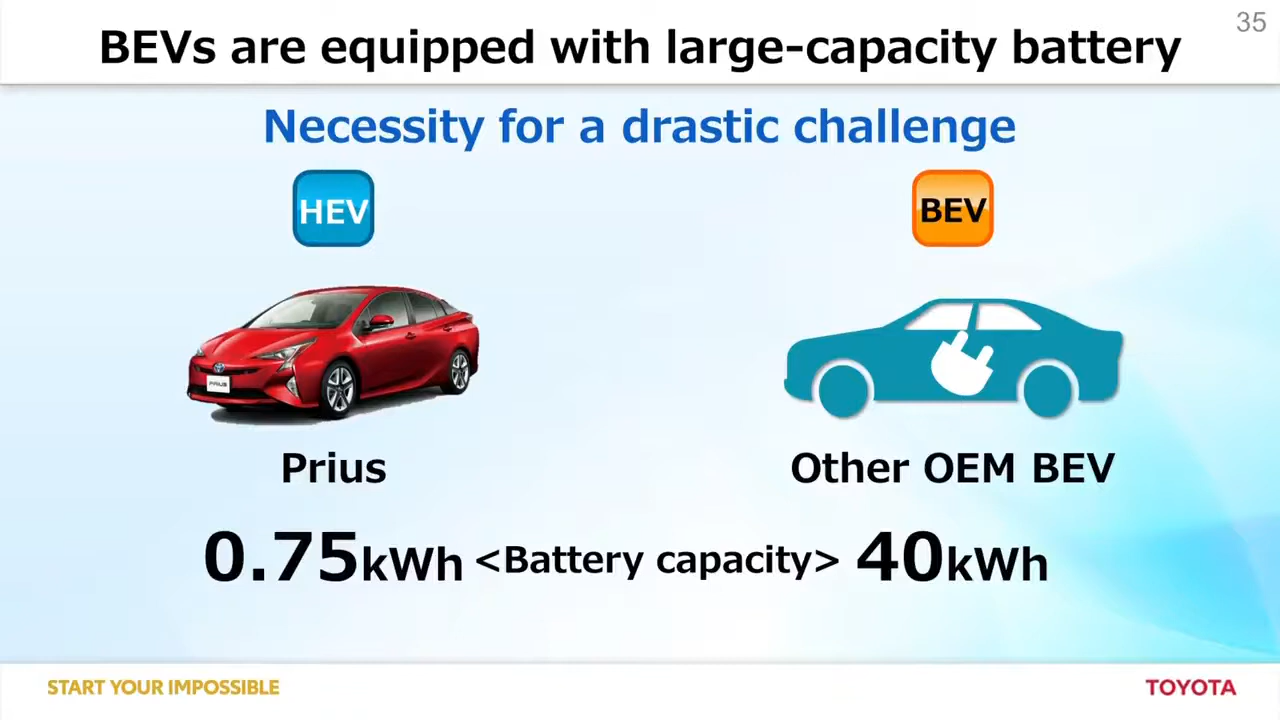 35
BEVs are equipped with large-capacity battery
Necessity for a drastic challenge
HEV
BEV
PRIUS
Prius
Other OEM BEV
0.75kWh <Battery capacity> 40kWh
START YOUR IMPOSSIBLE
TOYOTA